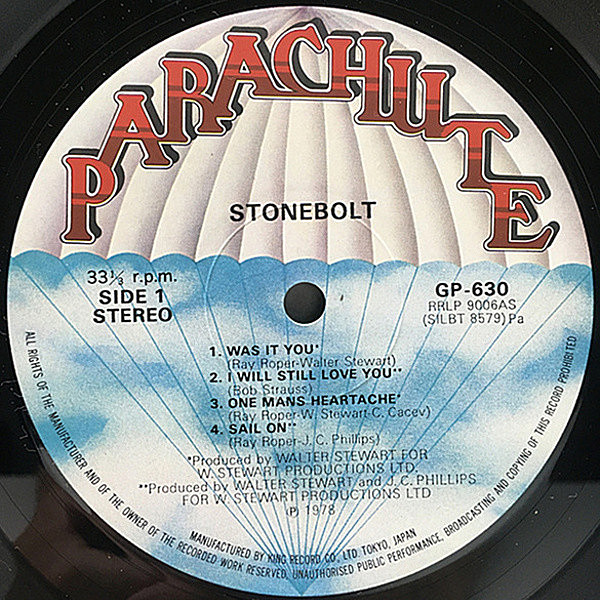 PARACHUTE
STONEBOLT
33⅓ r.p.m.
SIDE 1
STEREO
GP-630
RRLP 9006AS
(SILBT 8579) Pa
1. WAS IT YOU*
(Ray Roper-Walter Stewart)
2. I WILL STILL LOVE YOU**
(Bob Strauss)
3. ONE MANS HEARTACHE*
(Ray Roper-W. Stewart-C. Cacev)
4. SAIL ON**
(Ray Roper-J.C. Phillips)
*Produced by WALTER STEWART FOR
W. STEWART PRODUCTIONS LTD.
**Produced by WALTER STEWART and J.C. PHILLIPS
FOR W. STEWART PRODUCTIONS LTD
℗ 1978
MANUFACTURED BY KING RECORD CO., LTD. TOKYO, JAPAN
ALL RIGHTS OF THE MANUFACTURER AND OF THE OWNER OF THE RECORDED WORK RESERVED, UNAUTHORISED PUBLIC PERFORMANCE, BROADCASTING AND COPYING OF THIS RECORD PROHIBITED